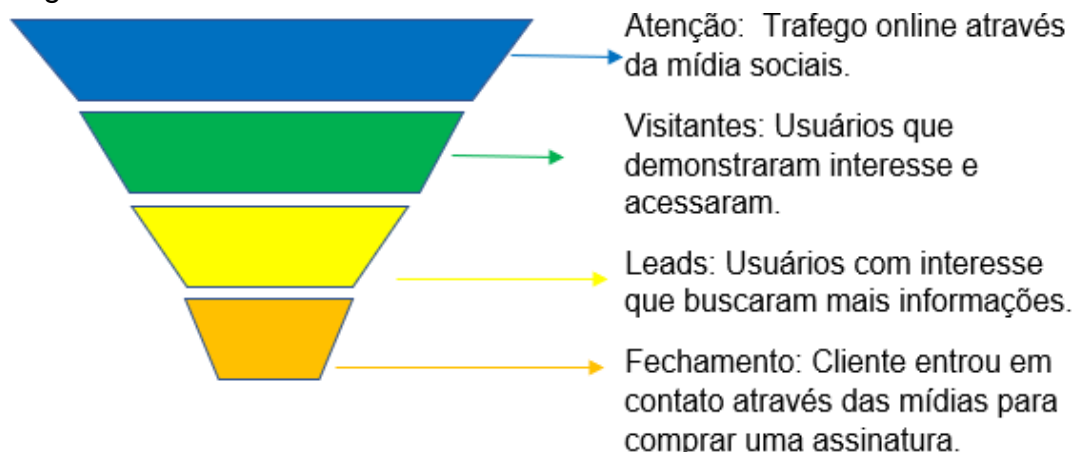 Atenção: Trafego online através
da mídia sociais.
Visitantes: Usuários que
demonstraram interesse e
acessaram.
Leads: Usuários com interesse
que buscaram mais informações.
Fechamento: Cliente entrou em
contato através das mídias para
comprar uma assinatura.